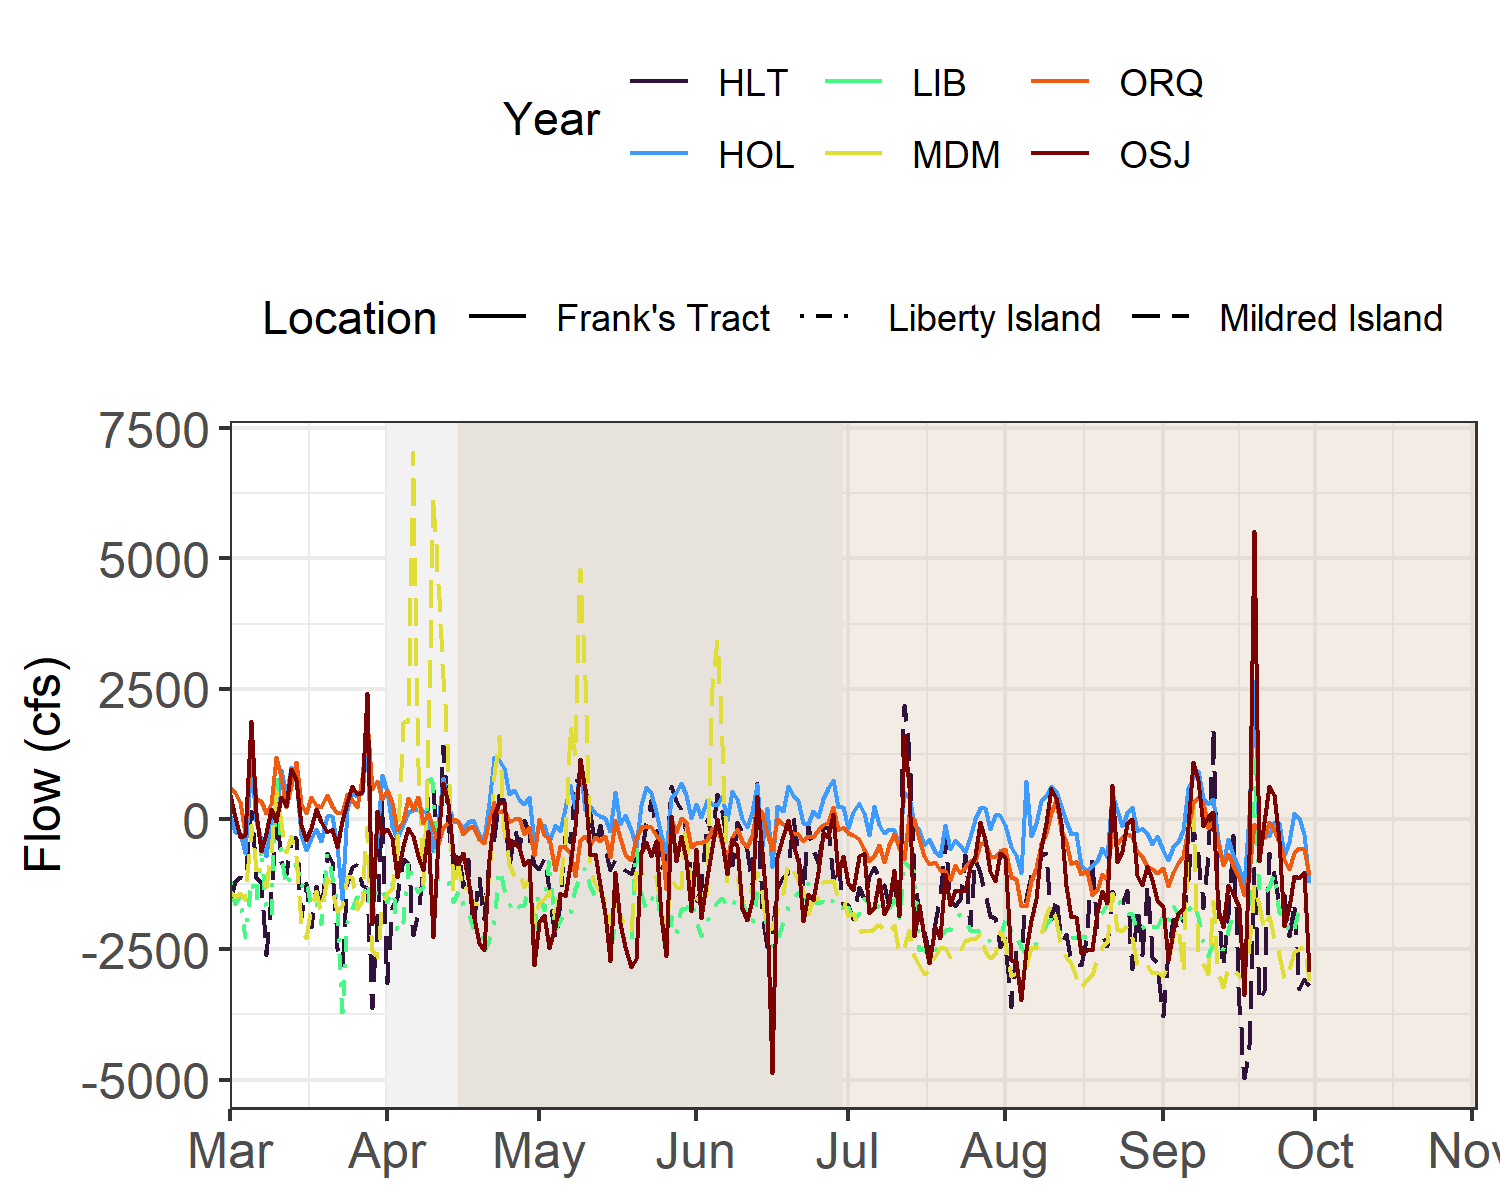 Year
HLT LIB ORQ
HOL MDM OSJ
Location Frank's Tract Liberty Island Mildred Island
7500
5000
2500
0
-2500
-5000
Flow (cfs)
Mar Apr May Jun Jul Aug Sep Oct Nov